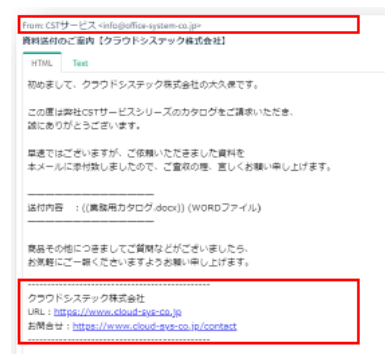 From: CSTサービス <info@office-system-co.jp>
資料送付のご案内【クラウドシステック株式会社】
HTML Text
初めまして、クラウドシステック株式会社の大久保です。
この度は弊社CSTサービスシリーズのカタログをご請求いただき、
誠にありがとうございます。
早速ではございますが、ご依頼いただきました資料を
本メールに添付致しましたので、ご査収の程、宜しくお願い申し上げます。
送付内容 :((業務用カタログ.docx)) (WORDファイル)
商品その他につきましてご質問などがございましたら、
お気軽にご一報くださいますようお願い申し上げます。
クラウドシステック株式会社
URL:https://www.cloud-sys-co.jp
お問合せ:https://www.cloud-sys-co.jp/contact